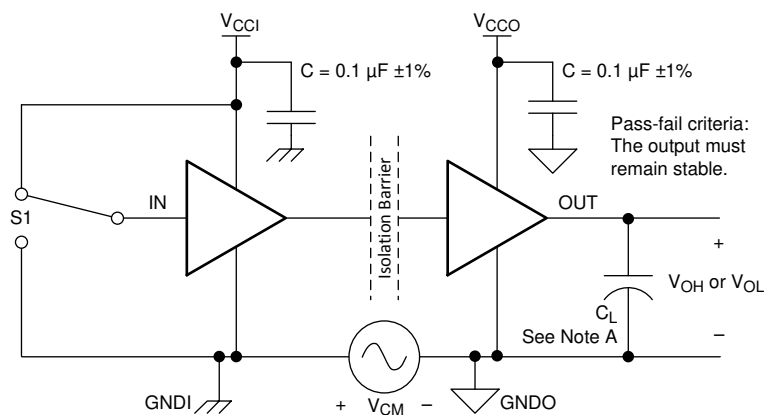 VCCI
VCCO
C = 0.1 µF ±1%
C = 0.1 µF ±1%
Pass-fail criteria:
The output must
remain stable.
S1
IN
Isolation Barrier
OUT
+
VOH or VOL
CL
See Note A
–
GNDI
+ VCM –
GNDO